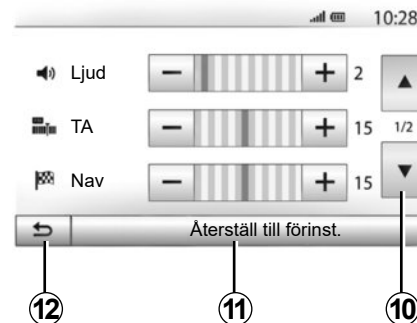 10:28
Ljud − + 2
TA − + 15 1/2
Nav − + 15
Återställ till förinst.
12 11 10